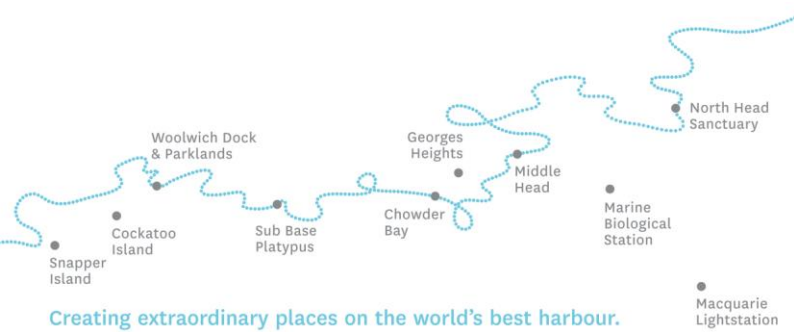 North Head
Sanctuary
Woolwich Dock
& Parklands
Georges
Heights
Middle
Head
Marine
Biological
Station
Chowder
Bay
Sub Base
Platypus
Cockatoo
Island
Snapper
Island
Macquarie
Lightstation
Creating extraordinary places on the world's best harbour.